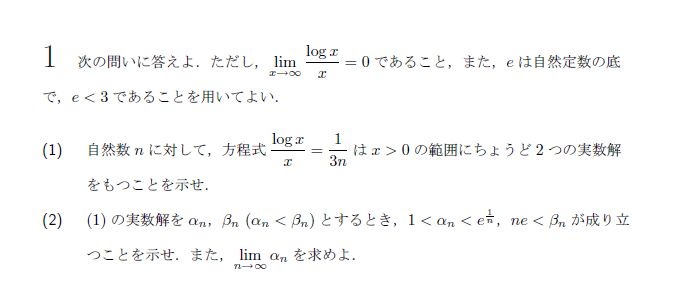 1 次の問いに答えよ．ただし，$\lim_{x \to \infty} \frac{\log x}{x} = 0$ であること，また，$e$ は自然定数の底
で，$e < 3$ であることを用いてよい．
(1) 自然数 $n$ に対して，方程式 $\frac{\log x}{x} = \frac{1}{3n}$ は $x > 0$ の範囲にちょうど 2 つの実数解
をもつことを示せ．
(2) (1) の実数解を $\alpha_n$，$\beta_n$ ($\alpha_n < \beta_n$) とするとき，$1 < \alpha_n < e^{\frac{1}{n}}$，$ne < \beta_n$ が成り立
つことを示せ．また，$\lim_{n \to \infty} \alpha_n$ を求めよ．